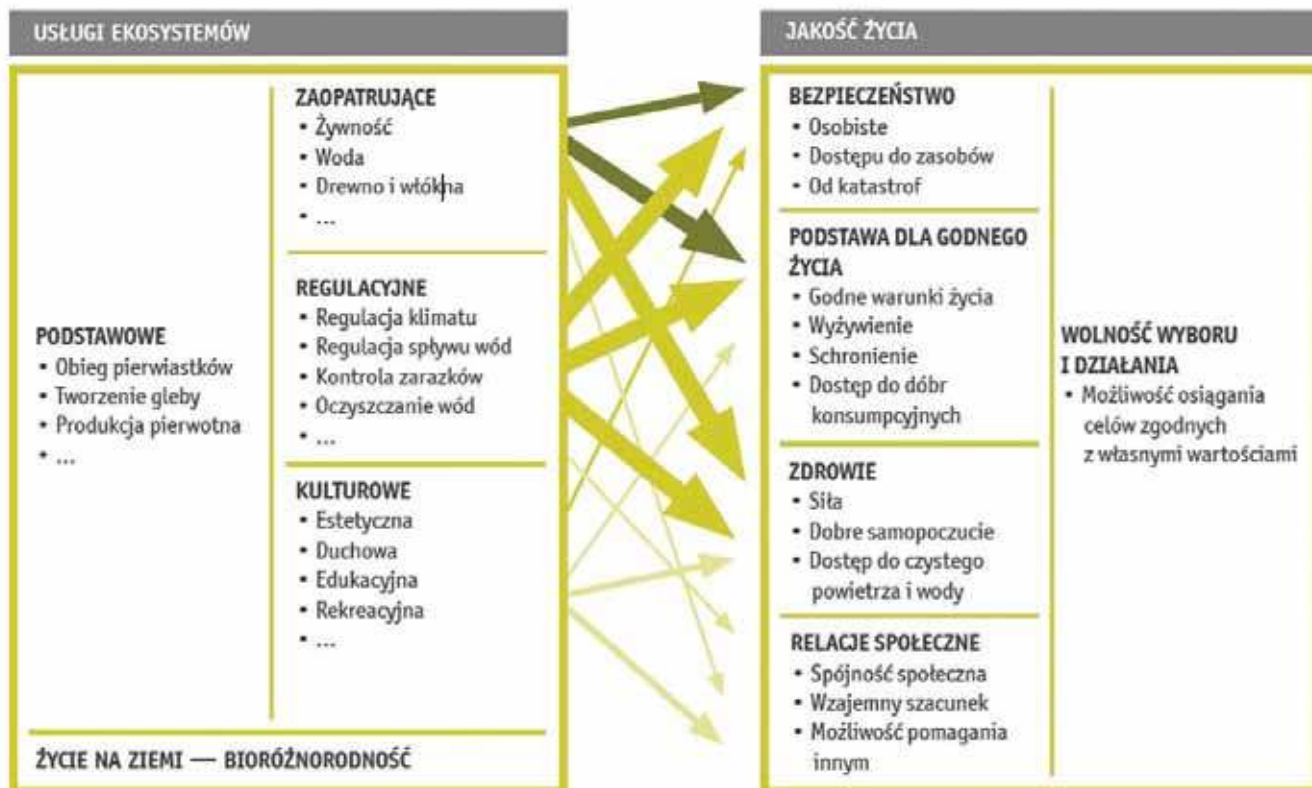 USŁUGI EKOSYSTEMÓW
PODSTAWOWE
• Obieg pierwiastków
• Tworzenie gleby
• Produkcja pierwotna
• ...
ZAOPATRUJĄCE
• Żywność
• Woda
• Drewno i włókna
• ...
REGULACYJNE
• Regulacja klimatu
• Regulacja spływu wód
• Kontrola zarazków
• Oczyszczanie wód
• ...
KULTUROWE
• Estetyczna
• Duchowa
• Edukacyjna
• Rekreacyjna
• ...
ŻYCIE NA ZIEMI — BIORÓŻNORODNOŚĆ
JAKOŚĆ ŻYCIA
BEZPIECZEŃSTWO
• Osobiste
• Dostępu do zasobów
• Od katastrof
PODSTAWA DLA GODNEGO
ŻYCIA
• Godne warunki życia
• Wyżywienie
• Schronienie
• Dostęp do dóbr
konsumpcyjnych
ZDROWIE
• Siła
• Dobre samopoczucie
• Dostęp do czystego
powietrza i wody
RELACJE SPOŁECZNE
• Spójność społeczna
• Wzajemny szacunek
• Możliwość pomagania
innym
WOLNOŚĆ WYBORU
I DZIAŁANIA
• Możliwość osiągania
celów zgodnych
z własnymi wartościami